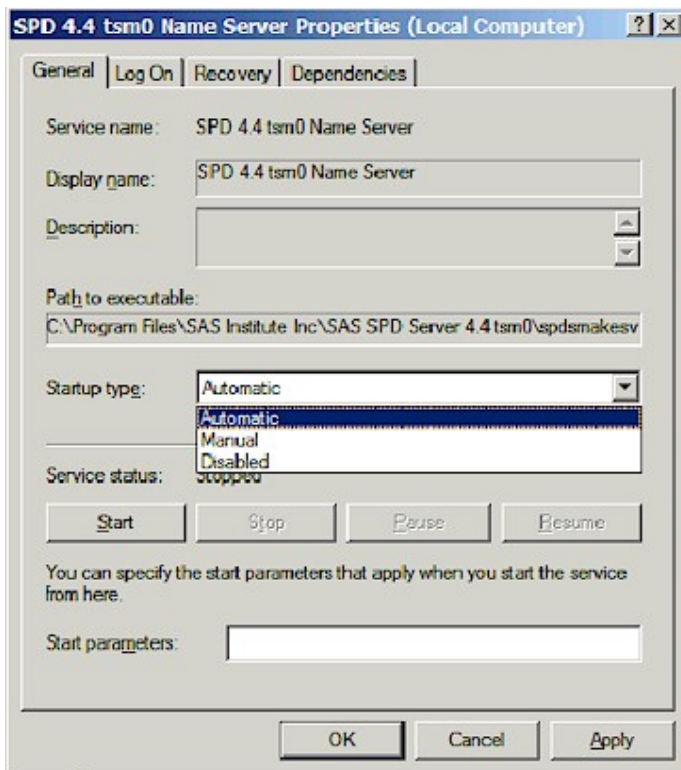 SPD 4.4 tsm0 Name Server Properties (Local Computer)
General Log On Recovery Dependencies
Service name: SPD 4.4 tsm0 Name Server
Display name: SPD 4.4 tsm0 Name Server
Description:
Path to executable:
C:\Program Files\SAS Institute Inc\SAS SPD Server 4.4 tsm0\spdsmakesv
Startup type: Automatic
Automatic
Manual
Disabled
Service status: Stopped
Start Stop Pause Resume
You can specify the start parameters that apply when you start the service
from here.
Start parameters:
OK Cancel Apply